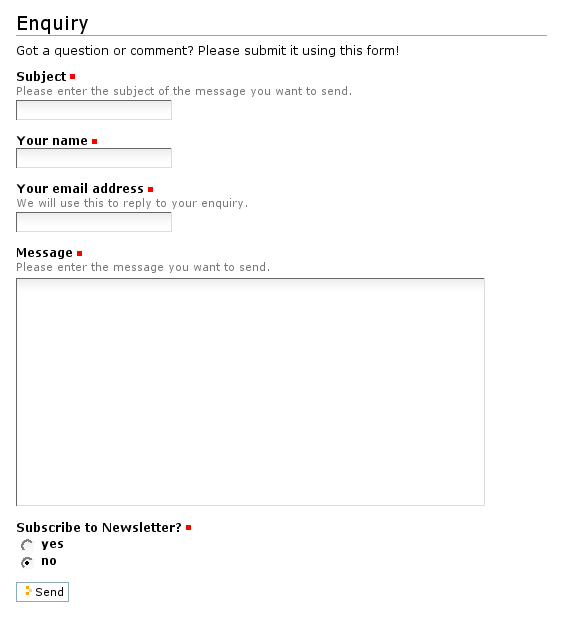 Enquiry
Got a question or comment? Please submit it using this form!
Subject
Please enter the subject of the message you want to send.
Your name
Your email address
We will use this to reply to your enquiry.
Message
Please enter the message you want to send.
Subscribe to Newsletter?
yes
no
Send